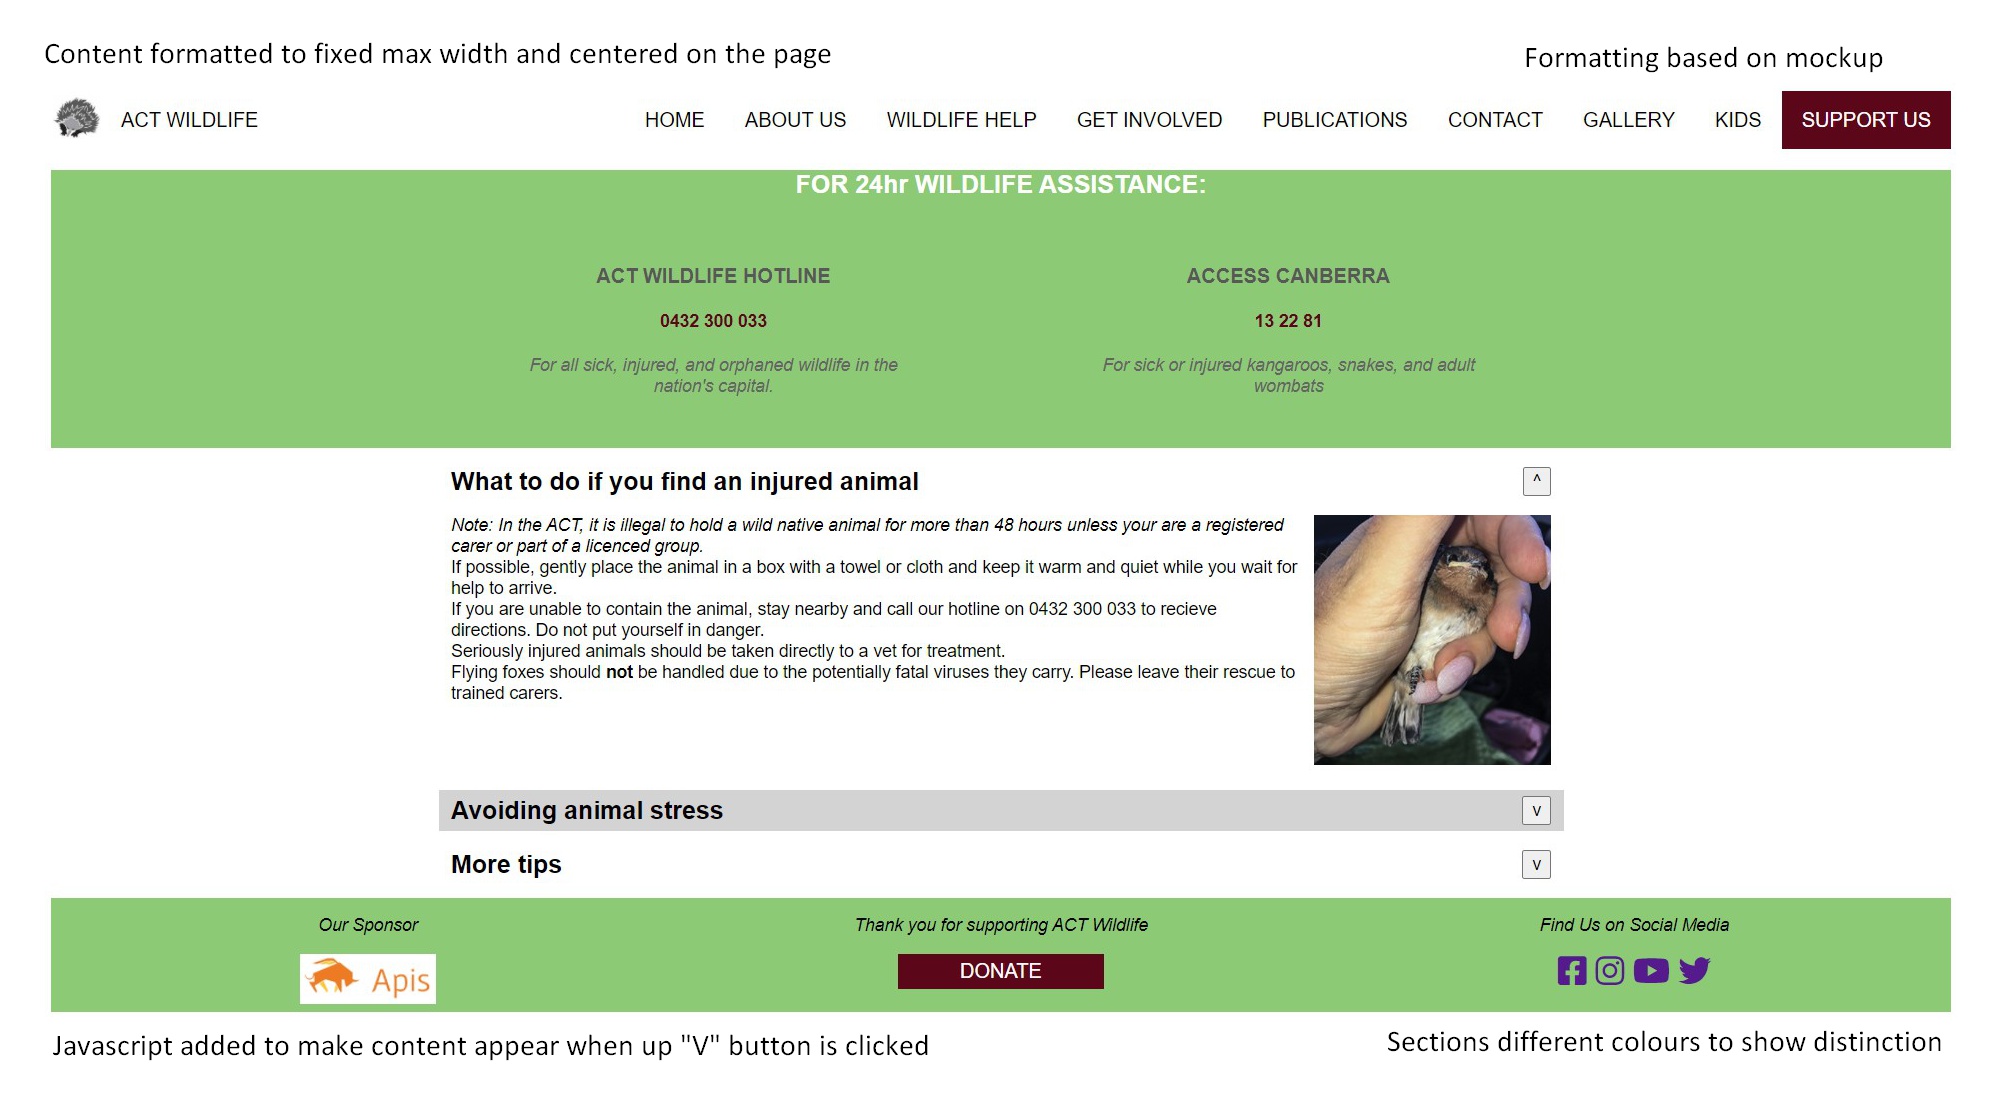 Content formatted to fixed max width and centered on the page
Formatting based on mockup
ACT WILDLIFE
HOME ABOUT US WILDLIFE HELP GET INVOLVED PUBLICATIONS CONTACT GALLERY KIDS SUPPORT US
FOR 24hr WILDLIFE ASSISTANCE:
ACT WILDLIFE HOTLINE
0432 300 033
For all sick, injured, and orphaned wildlife in the
nation's capital.
ACCESS CANBERRA
13 22 81
For sick or injured kangaroos, snakes, and adult
wombats
What to do if you find an injured animal
^
Note: In the ACT, it is illegal to hold a wild native animal for more than 48 hours unless your are a registered
carer or part of a licenced group.
If possible, gently place the animal in a box with a towel or cloth and keep it warm and quiet while you wait for
help to arrive.
If you are unable to contain the animal, stay nearby and call our hotline on 0432 300 033 to recieve
directions. Do not put yourself in danger.
Seriously injured animals should be taken directly to a vet for treatment.
Flying foxes should not be handled due to the potentially fatal viruses they carry. Please leave their rescue to
trained carers.
Avoiding animal stress
v
More tips
v
Our Sponsor
Apis
Thank you for supporting ACT Wildlife
DONATE
Find Us on Social Media
Javascript added to make content appear when up "V" button is clicked
Sections different colours to show distinction